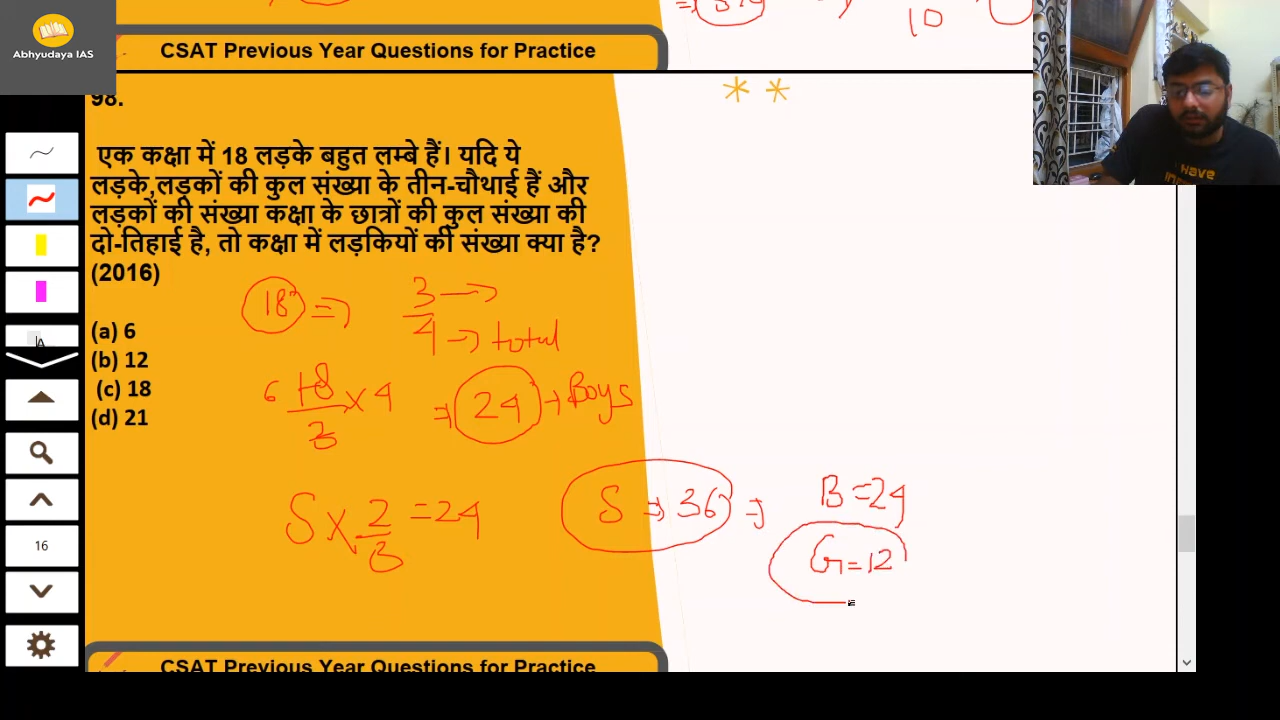 Abhyudaya IAS
10
CSAT Previous Year Questions for Practice
98.
एक कक्षा में 18 लड़के बहुत लम्बे हैं। यदि ये
लड़के,लड़कों की कुल संख्या के तीन-चौथाई हैं और
लड़कों की संख्या कक्षा के छात्रों की कुल संख्या की
दो-तिहाई है, तो कक्षा में लड़कियों की संख्या क्या है?
(2016)
18 ⇒ 3/4 → total
(a) 6
(b) 12
(c) 18
(d) 21
6 18/3 × 4 ⇒ 24 → Boys
S × 2/3 = 24
S ⇒ 36 ⇒
B = 24
G = 12
16
CSAT Previous Year Questions for Practice